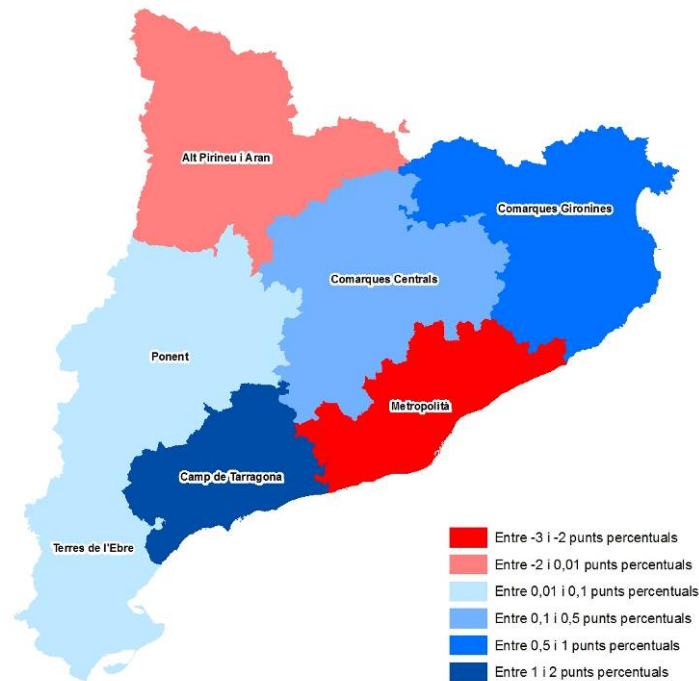 Alt Pirineu i Aran
Comarques Gironines
Comarques Centrals
Ponent
Metropolità
Camp de Tarragona
Terres de l'Ebre
Entre -3 i -2 punts percentuals
Entre -2 i 0,01 punts percentuals
Entre 0,01 i 0,1 punts percentuals
Entre 0,1 i 0,5 punts percentuals
Entre 0,5 i 1 punts percentuals
Entre 1 i 2 punts percentuals